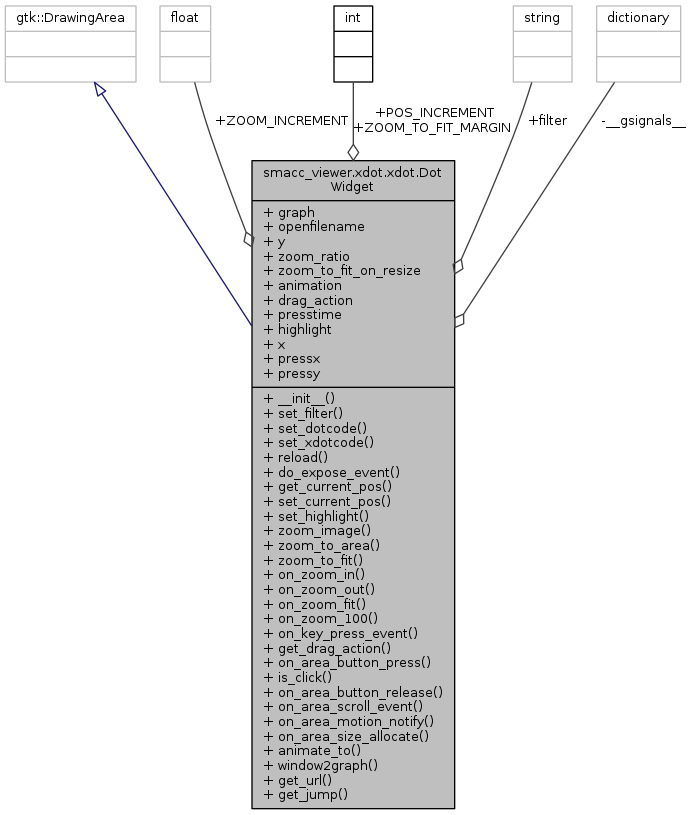 gtk::DrawingArea
float
int
string
dictionary
+ZOOM_INCREMENT
+POS_INCREMENT
+ZOOM_TO_FIT_MARGIN
+filter
-__gsignals__
smacc_viewer.xdot.xdot.Dot
Widget
+ graph
+ openfilename
+ y
+ zoom_ratio
+ zoom_to_fit_on_resize
+ animation
+ drag_action
+ presstime
+ highlight
+ x
+ pressx
+ pressy
+ __init__()
+ set_filter()
+ set_dotcode()
+ set_xdotcode()
+ reload()
+ do_expose_event()
+ get_current_pos()
+ set_current_pos()
+ set_highlight()
+ zoom_image()
+ zoom_to_area()
+ zoom_to_fit()
+ on_zoom_in()
+ on_zoom_out()
+ on_zoom_fit()
+ on_zoom_100()
+ on_key_press_event()
+ get_drag_action()
+ on_area_button_press()
+ is_click()
+ on_area_button_release()
+ on_area_scroll_event()
+ on_area_motion_notify()
+ on_area_size_allocate()
+ animate_to()
+ window2graph()
+ get_url()
+ get_jump()